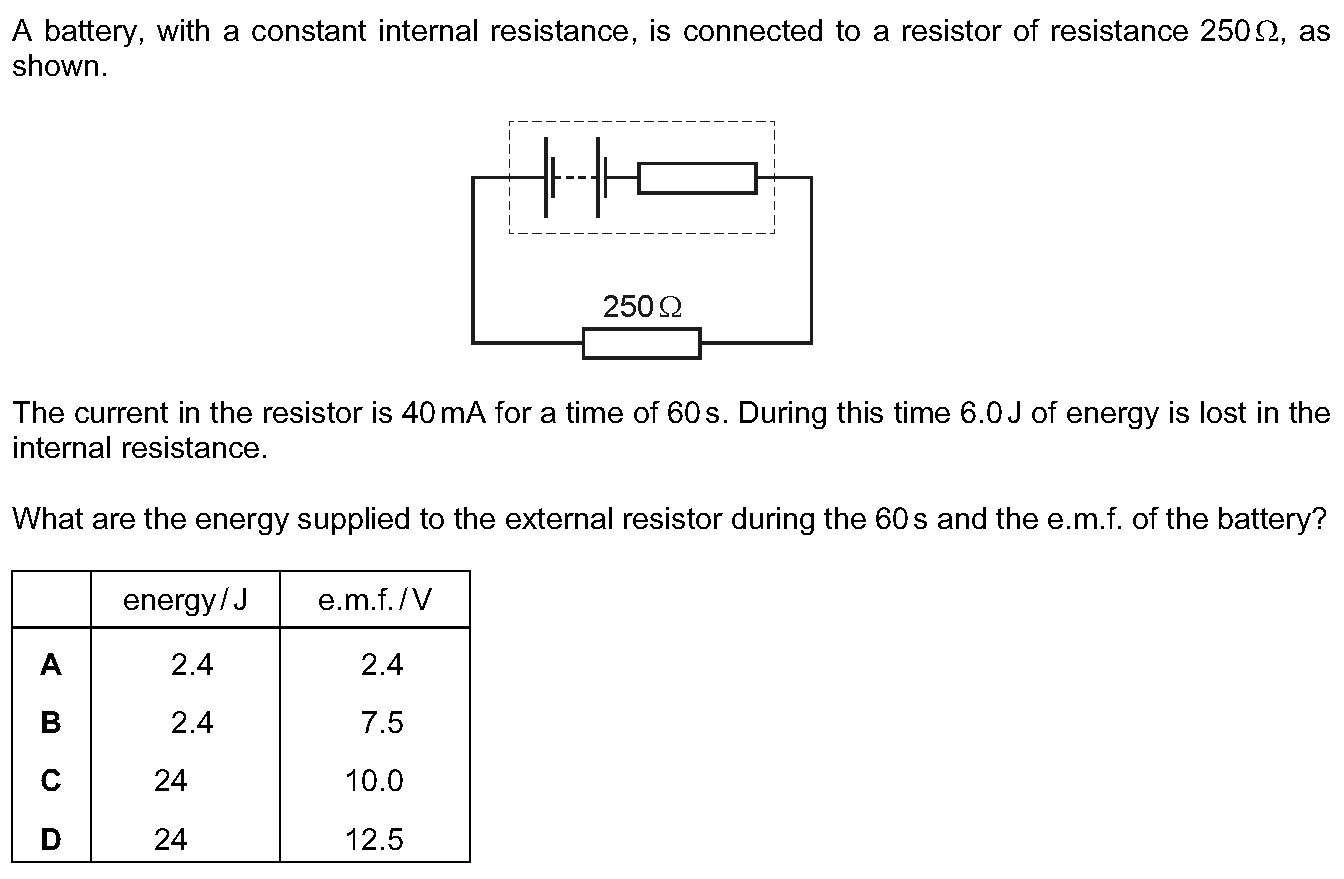 A battery, with a constant internal resistance, is connected to a resistor of resistance 250 Ω, as
shown.
250 Ω
The current in the resistor is 40 mA for a time of 60 s. During this time 6.0 J of energy is lost in the
internal resistance.
What are the energy supplied to the external resistor during the 60 s and the e.m.f. of the battery?
energy / J e.m.f. / V
A 2.4 2.4
B 2.4 7.5
C 24 10.0
D 24 12.5